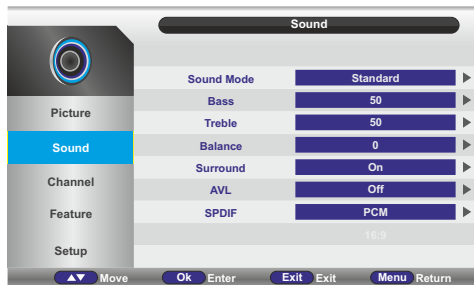 Sound
Sound Mode Standard
Bass 50
Treble 50
Balance 0
Surround On
AVL Off
SPDIF PCM
16:9
Picture
Sound
Channel
Feature
Setup
▲▼ Move Ok Enter Exit Exit Menu Return